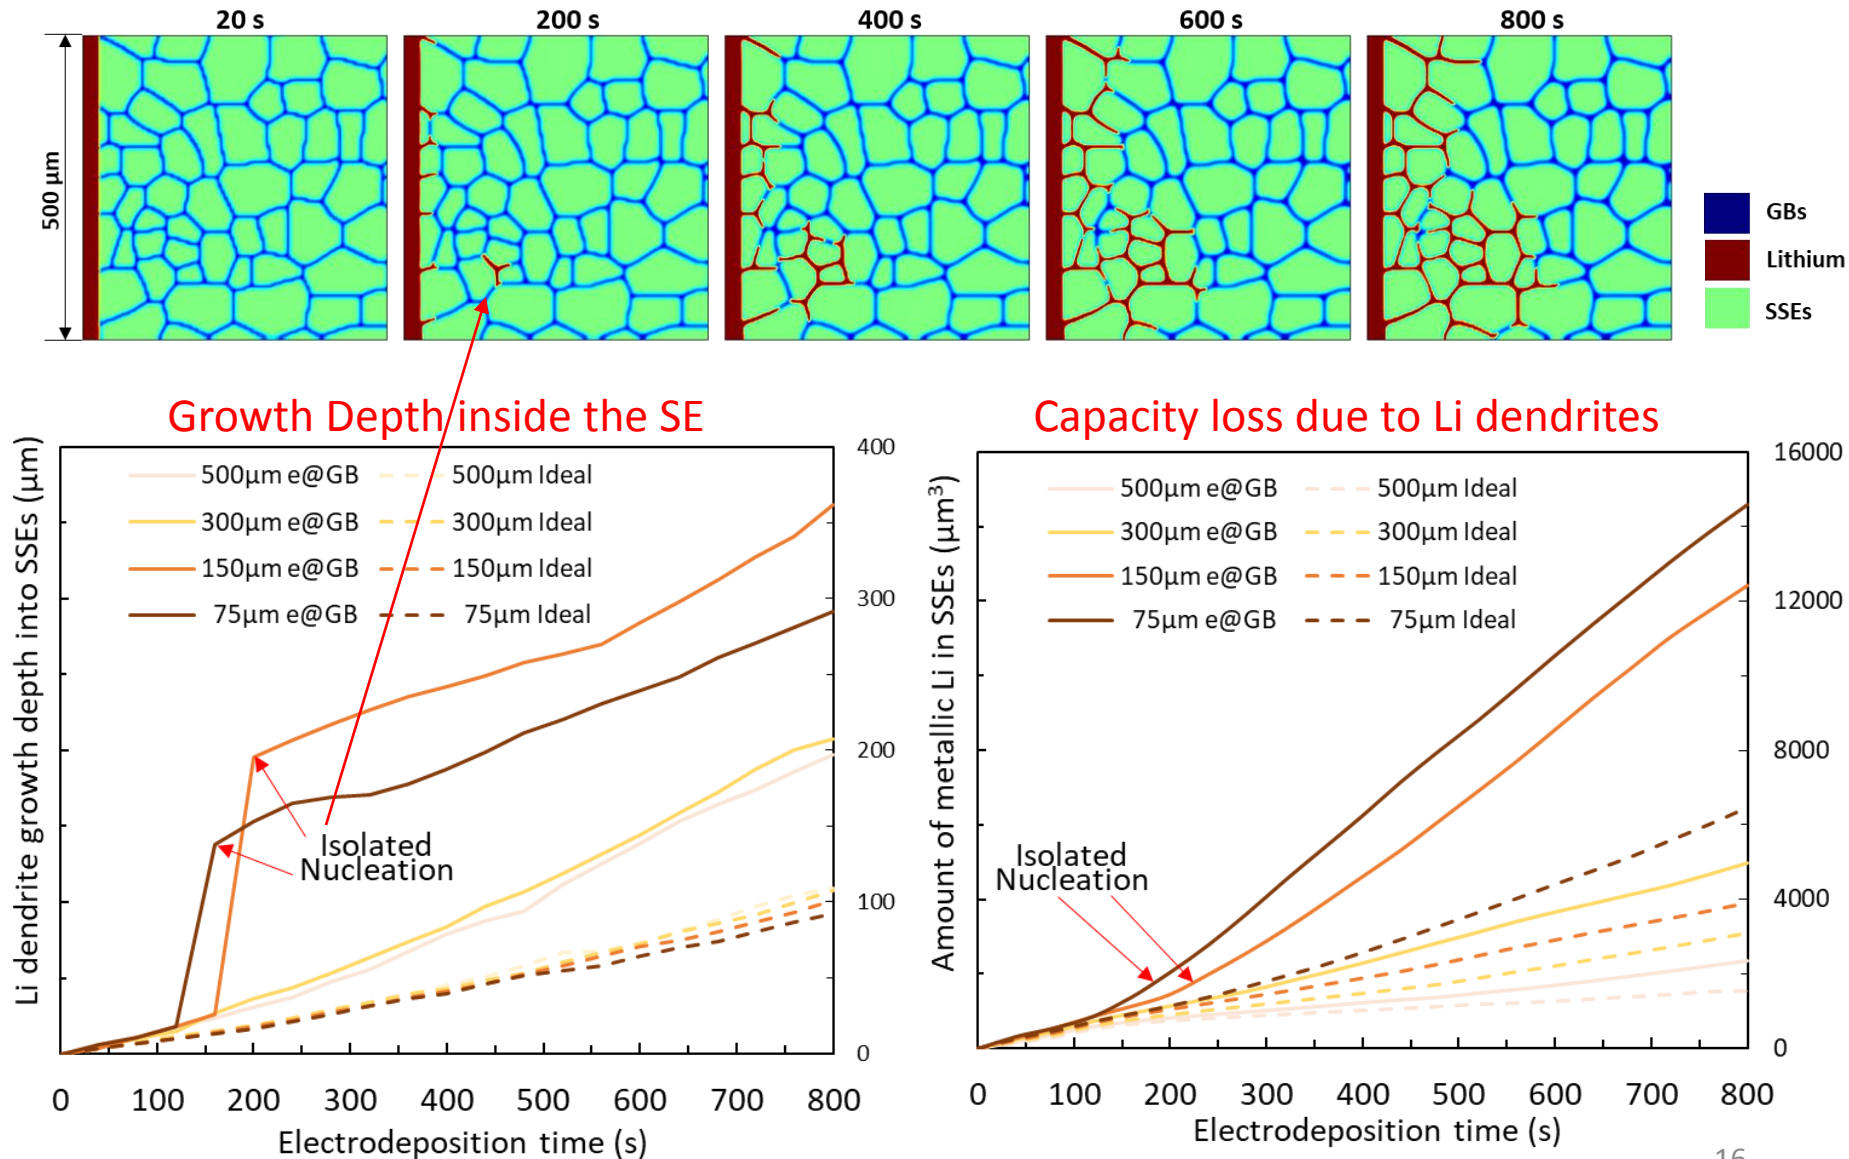 20 s 200 s 400 s 600 s 800 s
500 µm
GBs
Lithium
SSEs
Growth Depth inside the SE
Li dendrite growth depth into SSEs (µm)
500µm e@GB 500µm Ideal
300µm e@GB 300µm Ideal
150µm e@GB 150µm Ideal
75µm e@GB 75µm Ideal
Isolated
Nucleation
400
300
200
100
0
0 100 200 300 400 500 600 700 800
Electrodeposition time (s)
Capacity loss due to Li dendrites
Amount of metallic Li in SSEs (µm³)
500µm e@GB 500µm Ideal
300µm e@GB 300µm Ideal
150µm e@GB 150µm Ideal
75µm e@GB 75µm Ideal
Isolated
Nucleation
16000
12000
8000
4000
0
0 100 200 300 400 500 600 700 800
Electrodeposition time (s)
16